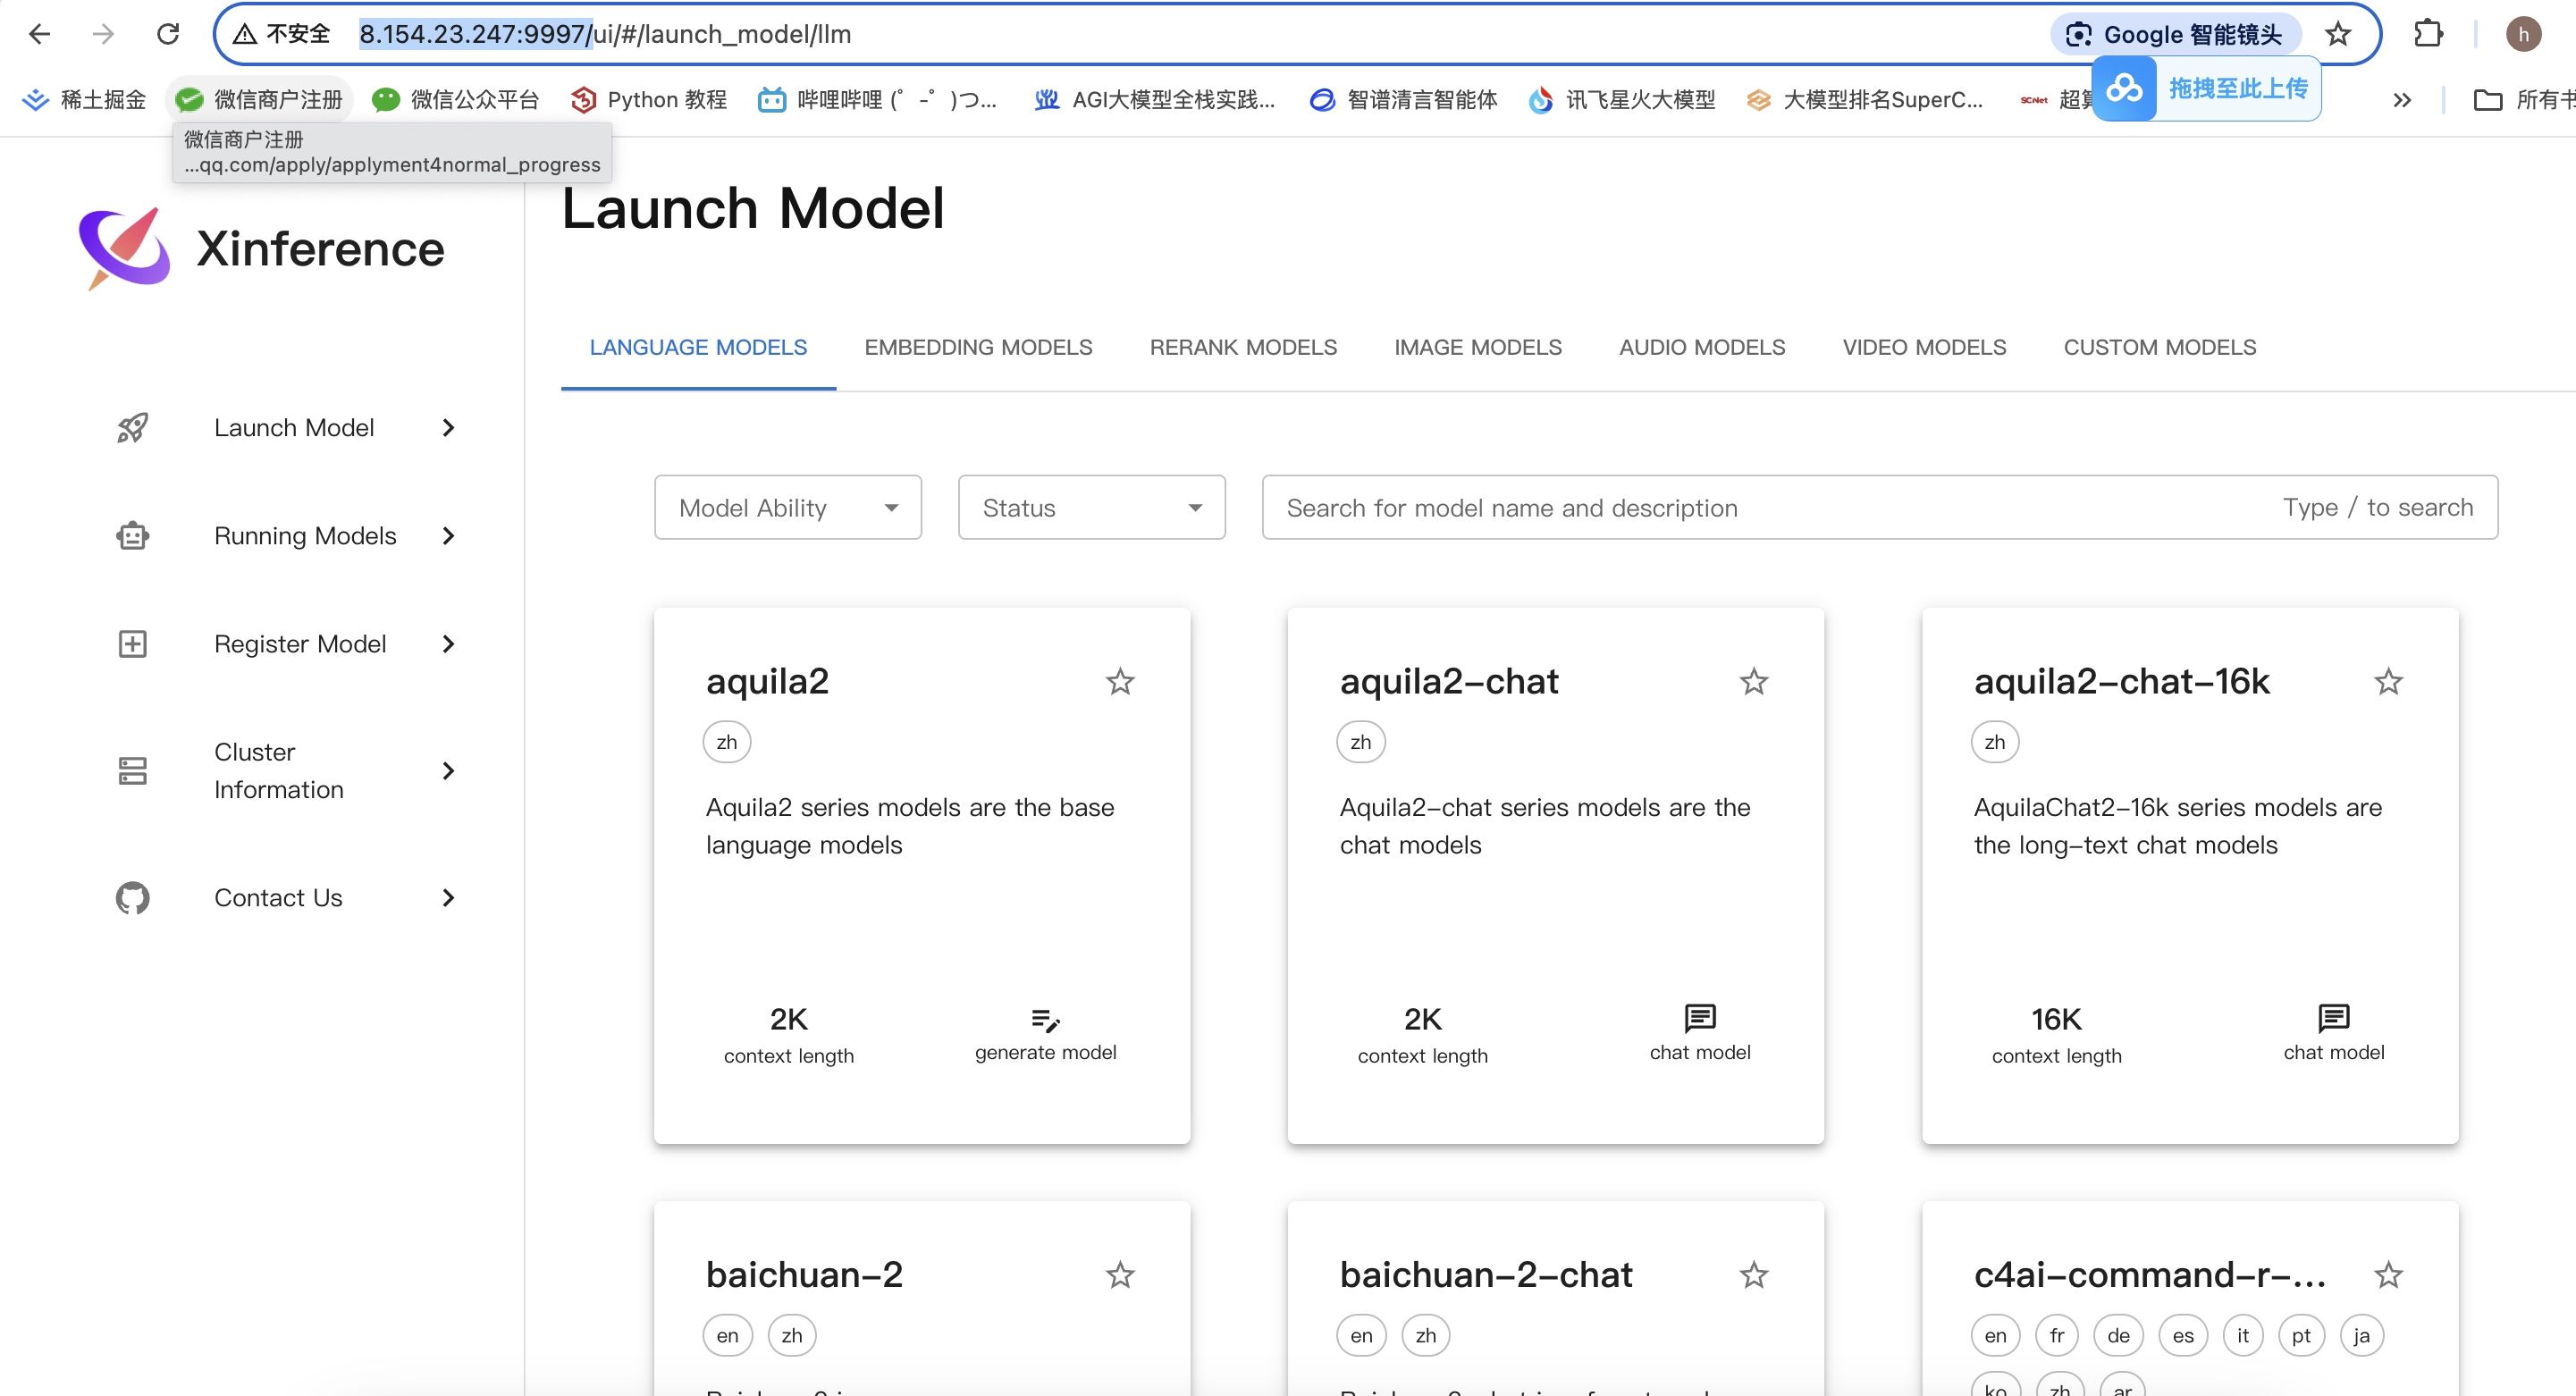 不安全 8.154.23.247:9997/ui/#/launch_model/llm Google 智能镜头 h
稀土掘金 微信商户注册 微信公众平台 Python 教程 哔哩哔哩 (゜-゜)つ... AGI大模型全栈实践... 智谱清言智能体 讯飞星火大模型 大模型排名SuperC... SCNet 超 拖拽至此上传 所有书
微信商户注册
...qq.com/apply/applyment4normal_progress
Xinference
Launch Model
Running Models
Register Model
Cluster
Information
Contact Us
Launch Model
LANGUAGE MODELS EMBEDDING MODELS RERANK MODELS IMAGE MODELS AUDIO MODELS VIDEO MODELS CUSTOM MODELS
Model Ability Status Search for model name and description Type / to search
aquila2
zh
Aquila2 series models are the base
language models
2K
context length
generate model
aquila2-chat
zh
Aquila2-chat series models are the
chat models
2K
context length
chat model
aquila2-chat-16k
zh
AquilaChat2-16k series models are
the long-text chat models
16K
context length
chat model
baichuan-2
en zh
baichuan-2-chat
en zh
c4ai-command-r-...
en fr de es it pt ja
ko zh ar